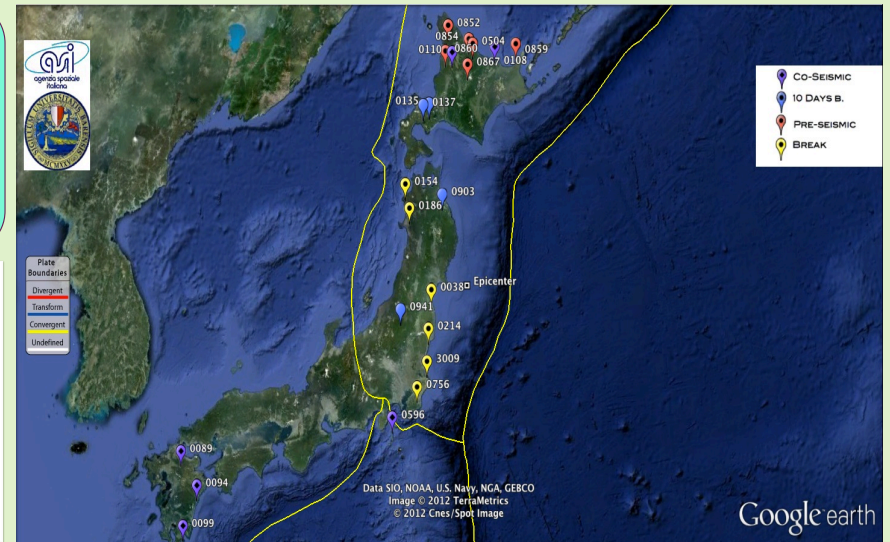 asi
agenzia spaziale
italiana
0852
0854
0504
0110
0860
0859
0867
0108
0135
0137
0154
0903
0186
0038
Epicenter
0941
0214
3009
0756
0596
0089
0094
0099
Co-Seismic
10 Days b.
Pre-seismic
Break
Plate
Boundaries
Divergent
Transform
Convergent
Undefined
Data SIO, NOAA, U.S. Navy, NGA, GEBCO
Image © 2012 TerraMetrics
© 2012 Cnes/Spot Image
Google earth